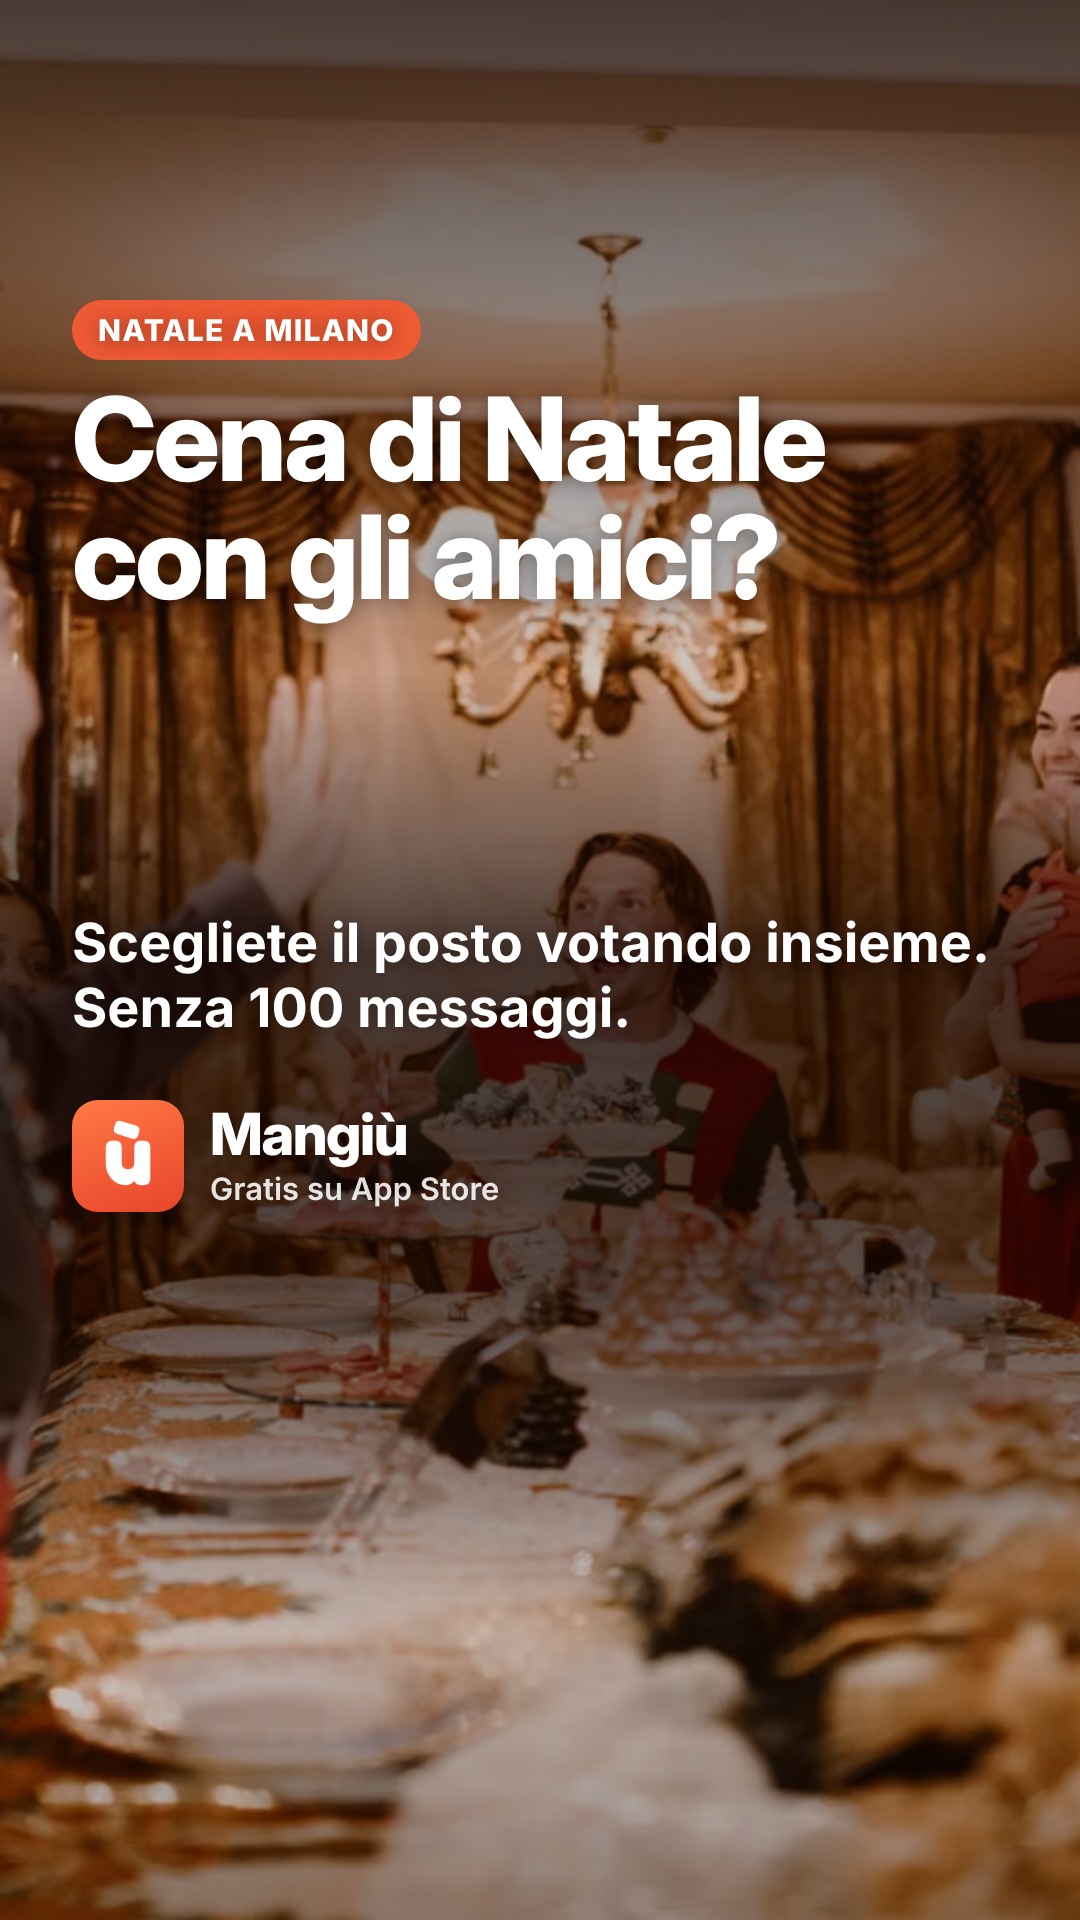 NATALE A MILANO
Cena di Natale
con gli amici?
Scegliete il posto votando insieme.
Senza 100 messaggi.
ù
Mangiù
Gratis su App Store